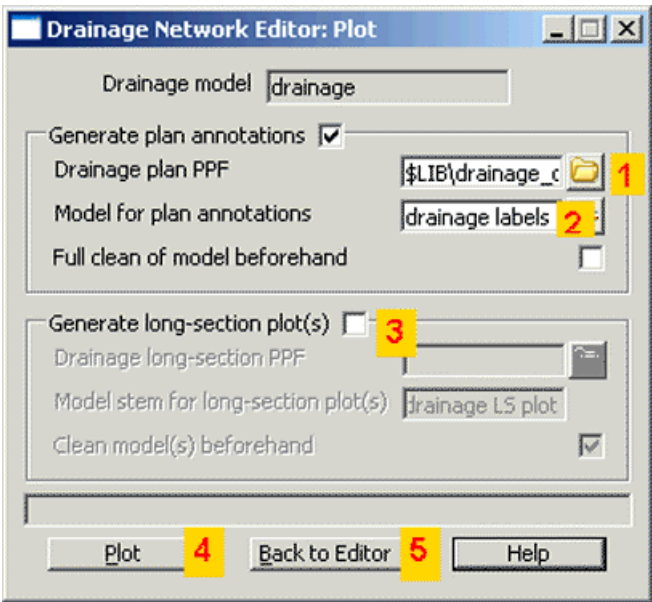 Drainage Network Editor: Plot
Drainage model drainage
Generate plan annotations
Drainage plan PPF $LIB\drainage_c 1
Model for plan annotations drainage labels 2
Full clean of model beforehand
Generate long-section plot(s) 3
Drainage long-section PPF
Model stem for long-section plot(s) drainage LS plot
Clean model(s) beforehand
Plot 4 Back to Editor 5 Help